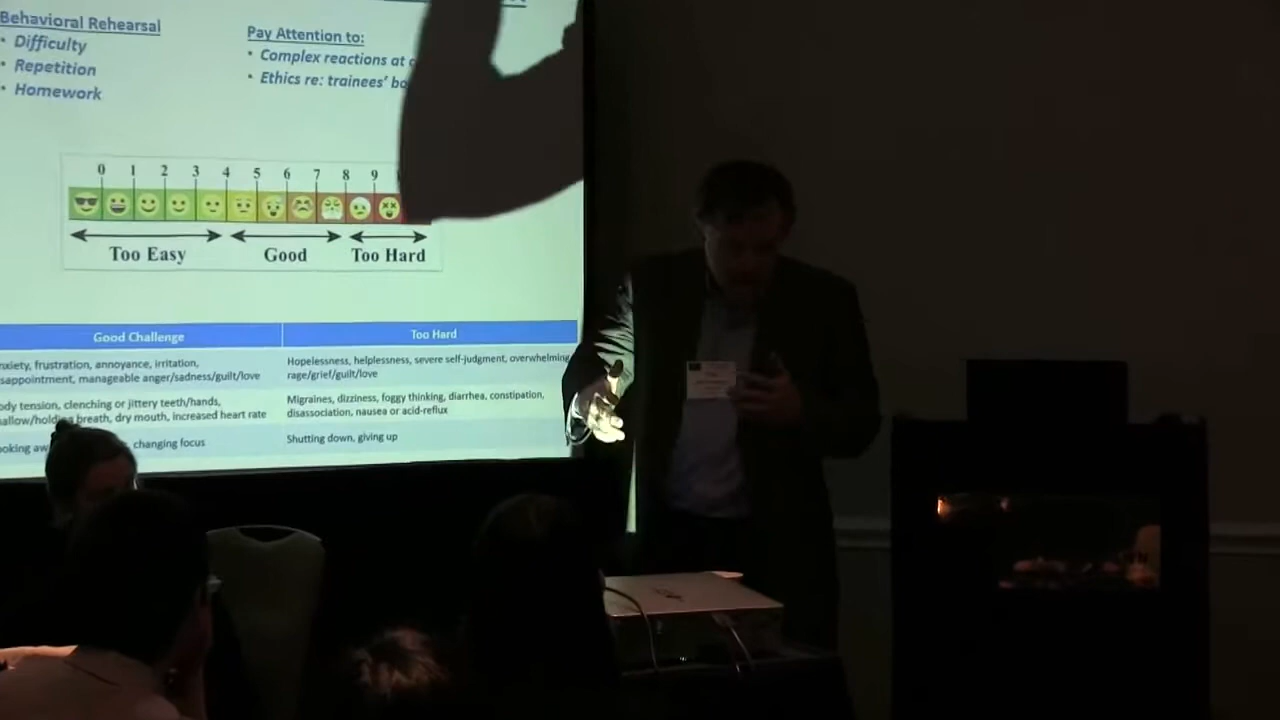 Behavioral Rehearsal
• Difficulty
• Repetition
• Homework
Pay Attention to:
• Complex reactions at
• Ethics re: trainees'
0 1 2 3 4 5 6 7 8 9
Too Easy
Good
Too Hard
Good Challenge
Too Hard
frustration, annoyance, irritation,
manageable anger/sadness/guilt/love
Hopelessness, helplessness, severe self-judgment, overwhelming
rage/grief/guilt/love
tension, clenching or jittery teeth/hands,
breath, dry mouth, increased heart rate
Migraines, dizziness, foggy thinking, diarrhea, constipation,
disassociation, nausea or acid-reflux
changing focus
Shutting down, giving up